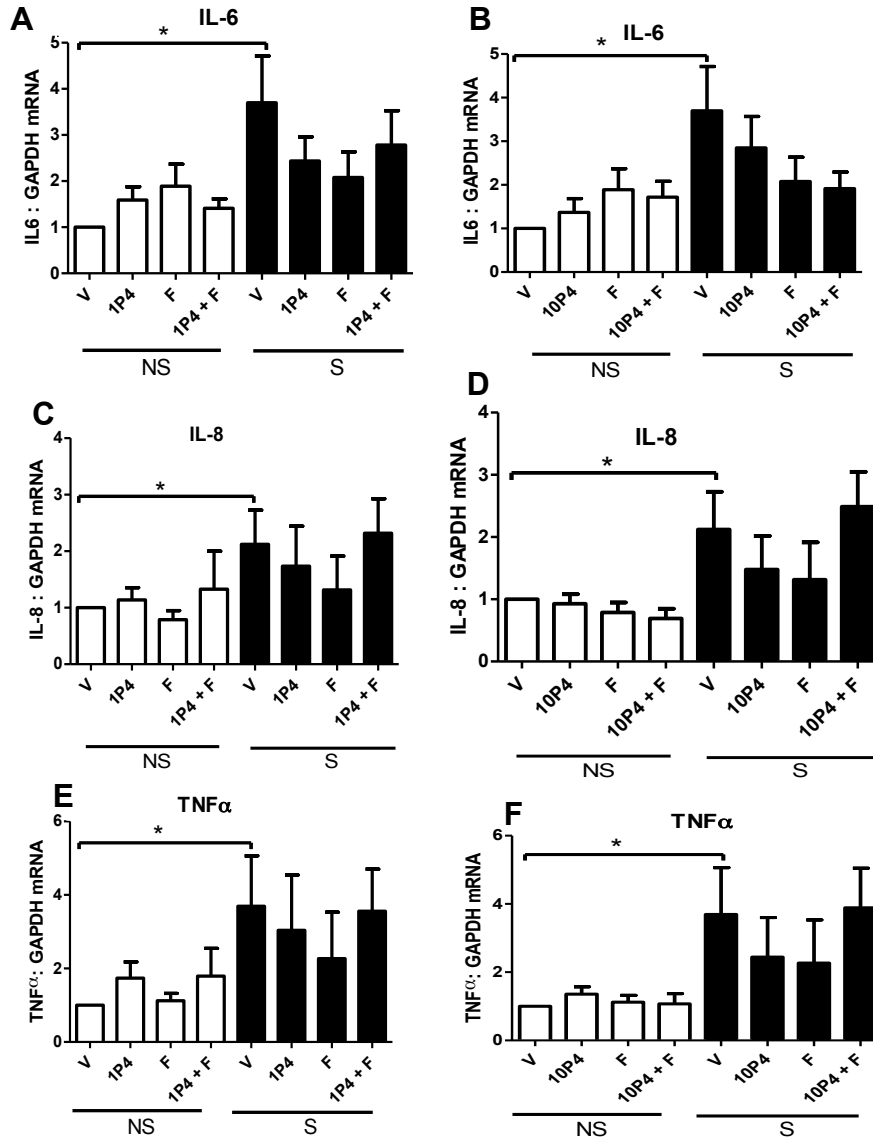 A
IL-6
*
IL6 : GAPDH mRNA
5
4
3
2
1
0
V
1P4
F
1P4 + F
V
1P4
F
1P4 + F
NS
S
B
IL-6
*
IL6 : GAPDH mRNA
5
4
3
2
1
0
V
10P4
F
10P4 + F
V
10P4
F
10P4 + F
NS
S
C
IL-8
*
IL-8 : GAPDH mRNA
4
3
2
1
0
V
1P4
F
1P4 + F
V
1P4
F
1P4 + F
NS
S
D
IL-8
*
IL-8 : GAPDH mRNA
4
3
2
1
0
V
10P4
F
10P4 + F
V
10P4
F
10P4 + F
NS
S
E
TNFα
*
TNFα: GAPDH mRNA
6
4
2
0
V
1P4
F
1P4 + F
V
1P4
F
1P4 + F
NS
S
F
TNFα
*
TNFα: GAPDH mRNA
6
4
2
0
V
10P4
F
10P4 + F
V
10P4
F
10P4 + F
NS
S